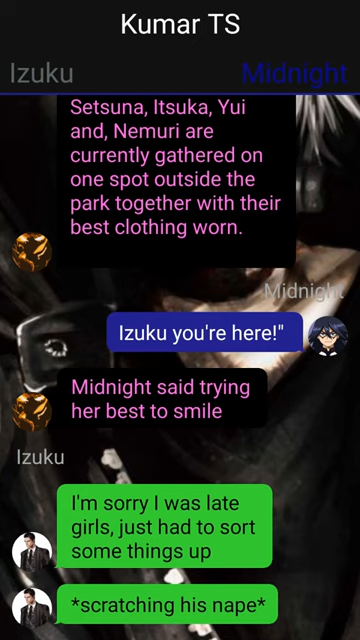 Kumar TS
Izuku
Midnight
Setsuna, Itsuka, Yui
and, Nemuri are
currently gathered on
one spot outside the
park together with their
best clothing worn.
Midnight
Izuku you're here!"
Midnight said trying
her best to smile
Izuku
I'm sorry I was late
girls, just had to sort
some things up
*scratching his nape*